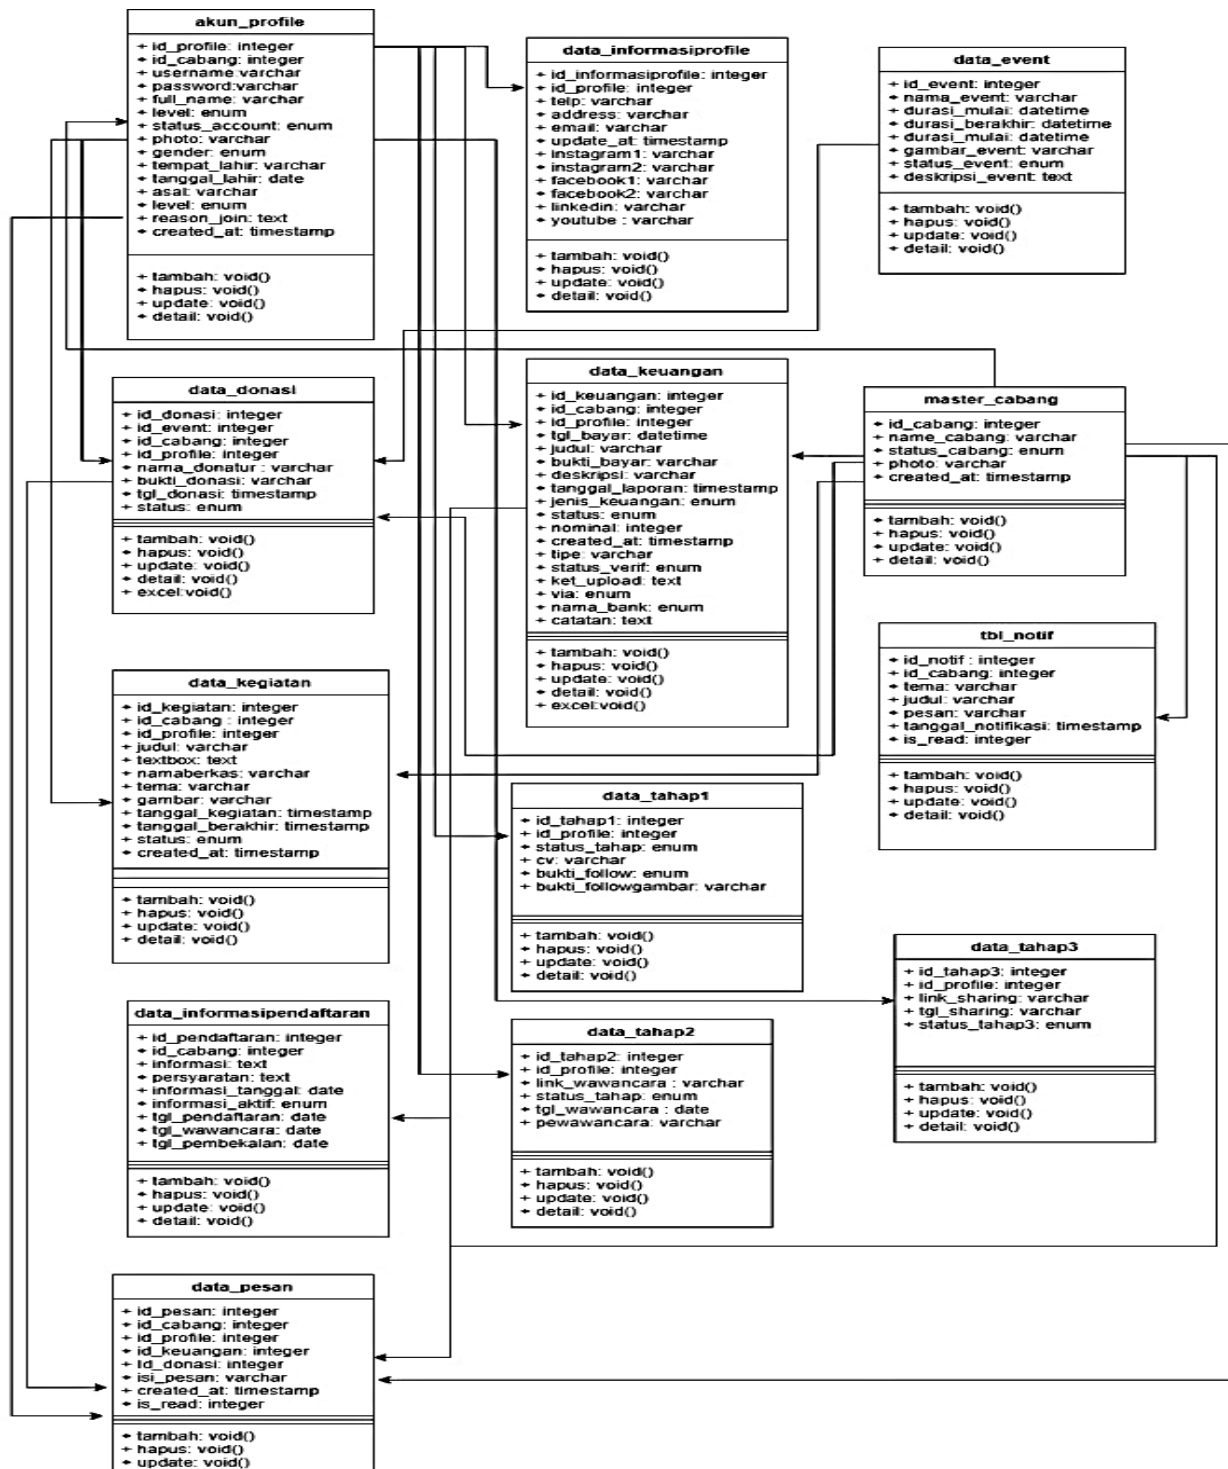 akun_profile
+ id_profile: integer
+ id_cabang: integer
+ username:varchar
+ password:varchar
+ full_name: varchar
+ level: enum
+ status_account: enum
+ photo: varchar
+ gender: enum
+ tempat_lahir: varchar
+ tanggal_lahir: date
+ asal: varchar
+ level: enum
+ reason_join: text
+ created_at: timestamp
+ tambah: void()
+ hapus: void()
+ update: void()
+ detail: void()
data_informasiprofile
+ id_informasiprofile: integer
+ id_profile: integer
+ telp: varchar
+ address: varchar
+ email: varchar
+ update_at: timestamp
+ instagram1: varchar
+ instagram2: varchar
+ facebook1: varchar
+ facebook2: varchar
+ linkedin: varchar
+ youtube : varchar
+ tambah: void()
+ hapus: void()
+ update: void()
+ detail: void()
data_event
+ id_event: integer
+ nama_event: varchar
+ durasi_mulai: datetime
+ durasi_berakhir: datetime
+ durasi_mulai: datetime
+ gambar_event: varchar
+ status_event: enum
+ deskripsi_event: text
+ tambah: void()
+ hapus: void()
+ update: void()
+ detail: void()
data_donasi
+ id_donasi: integer
+ id_event: integer
+ id_cabang: integer
+ id_profile: integer
+ nama_donatur : varchar
+ bukti_donasi: varchar
+ tgl_donasi: timestamp
+ status: enum
+ tambah: void()
+ hapus: void()
+ update: void()
+ detail: void()
+ excel:void()
data_keuangan
+ id_keuangan: integer
+ id_cabang: integer
+ id_profile: integer
+ tgl_bayar: datetime
+ judul: varchar
+ bukti_bayar: varchar
+ deskripsi: varchar
+ tanggal_laporan: timestamp
+ jenis_keuangan: enum
+ status: enum
+ nominal: integer
+ created_at: timestamp
+ tipe: varchar
+ status_verif: enum
+ ket_upload: text
+ via: enum
+ nama_bank: enum
+ catatan: text
+ tambah: void()
+ hapus: void()
+ update: void()
+ detail: void()
+ excel:void()
master_cabang
+ id_cabang: integer
+ name_cabang: varchar
+ status_cabang: enum
+ photo: varchar
+ created_at: timestamp
+ tambah: void()
+ hapus: void()
+ update: void()
+ detail: void()
tbl_notif
+ id_notif : integer
+ id_cabang: integer
+ tema: varchar
+ judul: varchar
+ pesan: varchar
+ tanggal_notifikasi: timestamp
+ is_read: integer
+ tambah: void()
+ hapus: void()
+ update: void()
+ detail: void()
data_kegiatan
+ id_kegiatan: integer
+ id_cabang : integer
+ id_profile: integer
+ judul: varchar
+ textbox: text
+ namaberkas: varchar
+ tema: varchar
+ gambar: varchar
+ tanggal_kegiatan: timestamp
+ tanggal_berakhir: timestamp
+ status: enum
+ created_at: timestamp
+ tambah: void()
+ hapus: void()
+ update: void()
+ detail: void()
data_tahap1
+ id_tahap1: integer
+ id_profile: integer
+ status_tahap: enum
+ cv: varchar
+ bukti_follow: enum
+ bukti_followgambar: varchar
+ tambah: void()
+ hapus: void()
+ update: void()
+ detail: void()
data_tahap3
+ id_tahap3: integer
+ id_profile: integer
+ link_sharing: varchar
+ tgl_sharing: varchar
+ status_tahap3: enum
+ tambah: void()
+ hapus: void()
+ update: void()
+ detail: void()
data_informasipendaftaran
+ id_pendaftaran: integer
+ id_cabang: integer
+ informasi: text
+ persyaratan: text
+ informasi_tanggal: date
+ informasi_aktif: enum
+ tgl_pendaftaran: date
+ tgl_wawancara: date
+ tgl_pembekalan: date
+ tambah: void()
+ hapus: void()
+ update: void()
+ detail: void()
data_tahap2
+ id_tahap2: integer
+ id_profile: integer
+ link_wawancara : varchar
+ status_tahap: enum
+ tgl_wawancara : date
+ pewawancara: varchar
+ tambah: void()
+ hapus: void()
+ update: void()
+ detail: void()
data_pesan
+ id_pesan: integer
+ id_cabang: integer
+ id_profile: integer
+ id_keuangan: integer
+ Id_donasi: integer
+ isi_pesan: varchar
+ created_at: timestamp
+ is_read: integer
+ tambah: void()
+ hapus: void()
+ update: void()